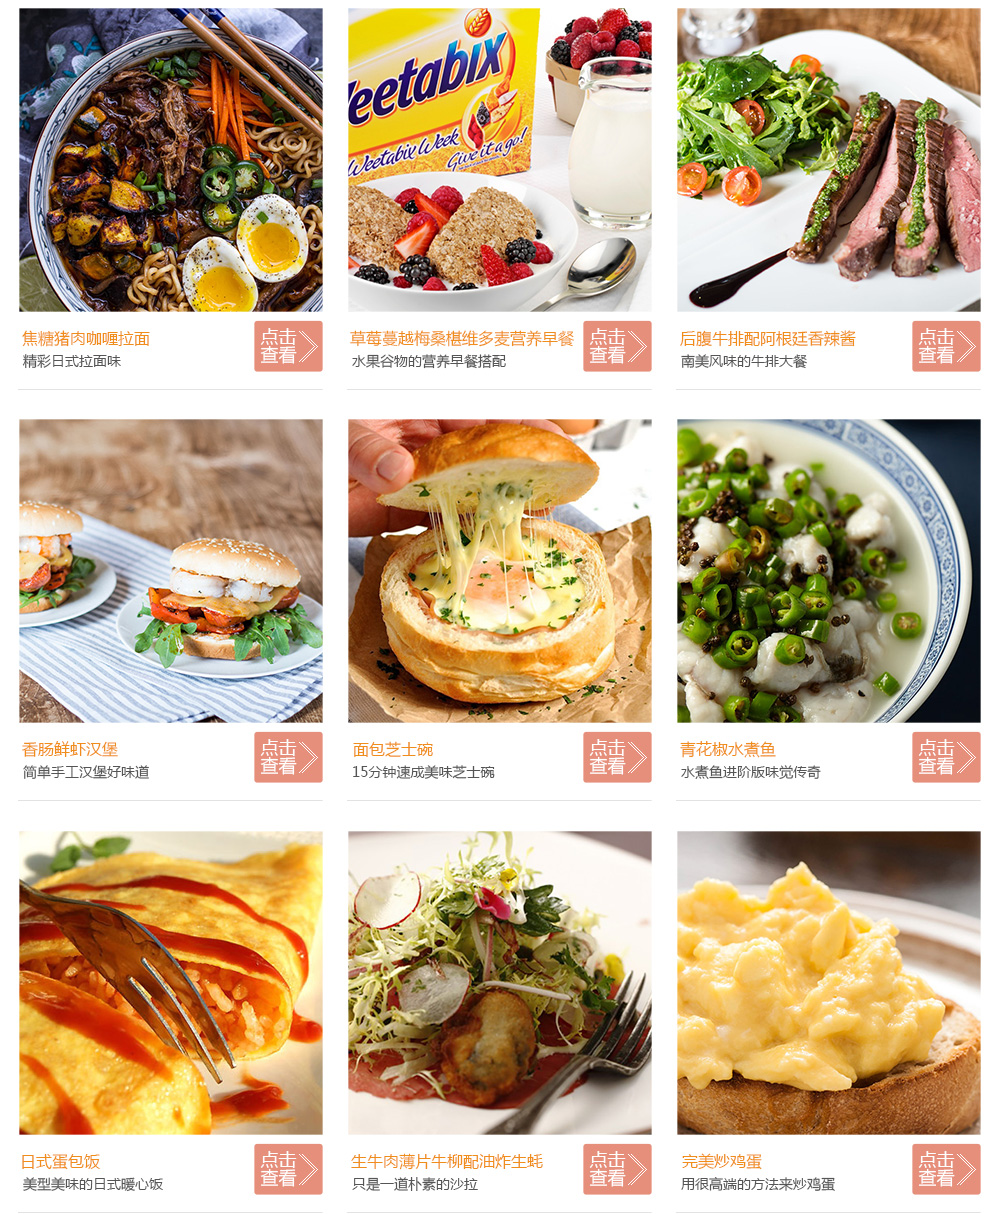 Weetabix
Weetabix Week
Give it a go!
焦糖猪肉咖喱拉面
精彩日式拉面味
点击
查看
草莓蔓越梅桑椹维多麦营养早餐
水果谷物的营养早餐搭配
点击
查看
后腹牛排配阿根廷香辣酱
南美风味的牛排大餐
点击
查看
香肠鲜虾汉堡
简单手工汉堡好味道
点击
查看
面包芝士碗
15分钟速成美味芝士碗
点击
查看
青花椒水煮鱼
水煮鱼进阶版味觉传奇
点击
查看
日式蛋包饭
美型美味的日式暖心饭
点击
查看
生牛肉薄片牛柳配油炸生蚝
只是一道朴素的沙拉
点击
查看
完美炒鸡蛋
用很高端的方法来炒鸡蛋
点击
查看